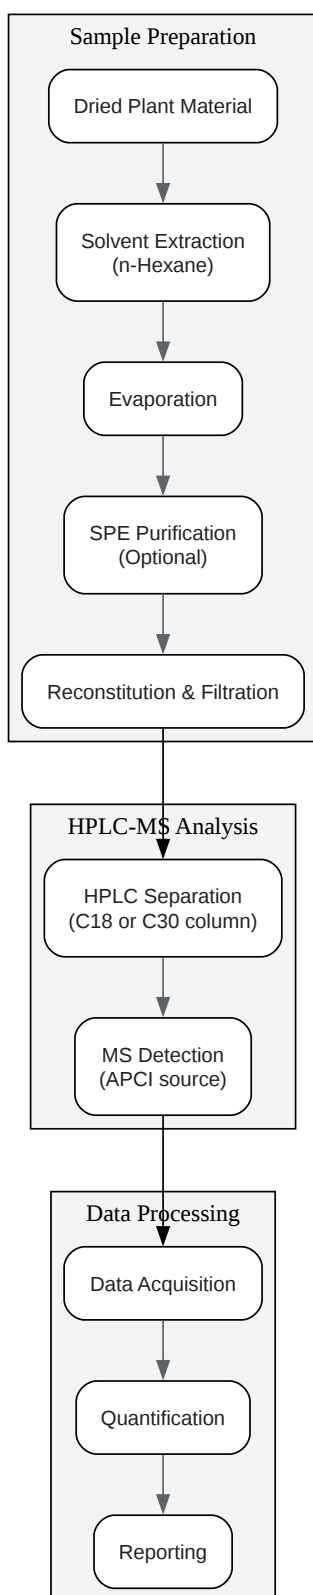 Sample Preparation
Dried Plant Material
Solvent Extraction
(n-Hexane)
Evaporation
SPE Purification
(Optional)
Reconstitution & Filtration
HPLC-MS Analysis
HPLC Separation
(C18 or C30 column)
MS Detection
(APCI source)
Data Processing
Data Acquisition
Quantification
Reporting